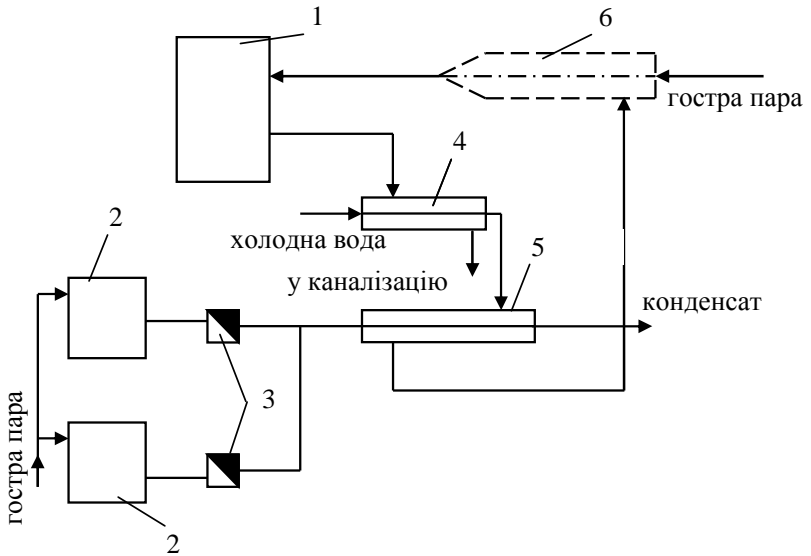 1
6
гостра пара
4
холодна вода
2
5
у каналізацію
конденсат
3
гостра пара
2